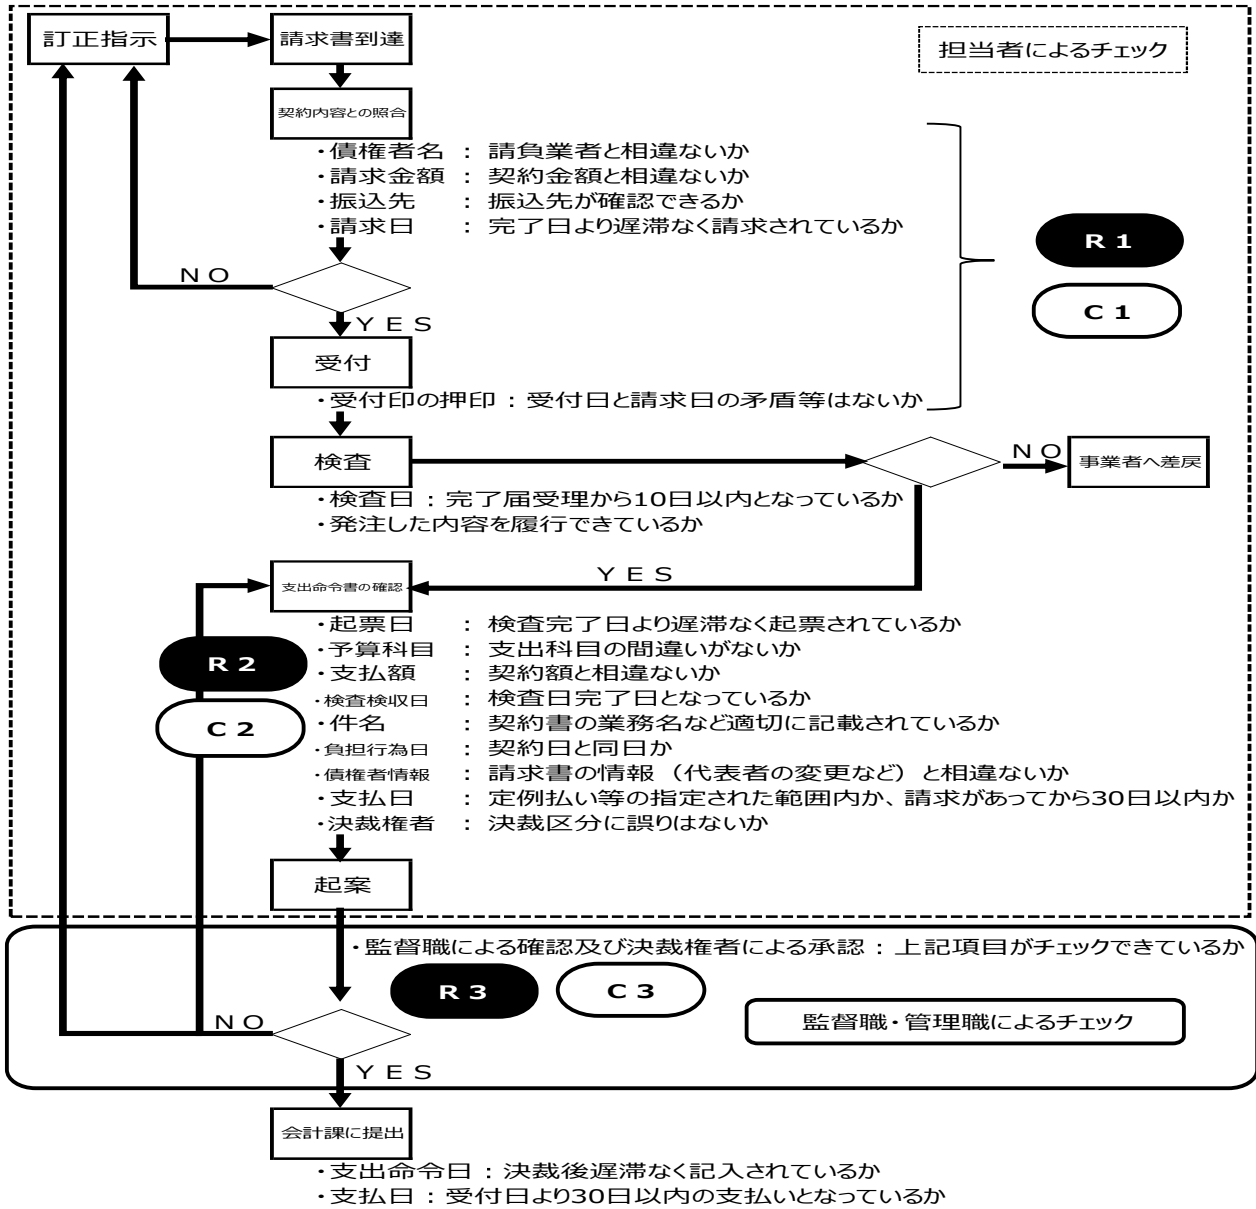 訂正指示
請求書到達
担当者によるチェック
契約内容との照合
・債権者名 ： 請負業者と相違ないか
・請求金額 ： 契約金額と相違ないか
・振込先 ： 振込先が確認できるか
・請求日 ： 完了日より遅滞なく請求されているか
R1
C1
NO
YES
受付
・受付印の押印：受付日と請求日の矛盾等はないか
検査
NO
事業者へ差戻
・検査日：完了届受理から10日以内となっているか
・発注した内容を履行できているか
YES
支出命令書の確認
・起票日 ： 検査完了日より遅滞なく起票されているか
・予算科目 ： 支出科目の間違いがないか
・支払額 ： 契約額と相違ないか
・検査検収日 ： 検査日完了日となっているか
・件名 ： 契約書の業務名など適切に記載されているか
・負担行為日 ： 契約日と同日か
・債権者情報 ： 請求書の情報（代表者の変更など）と相違ないか
・支払日 ： 定例払い等の指定された範囲内か、請求があってから30日以内か
・決裁権者 ： 決裁区分に誤りはないか
R2
C2
起案
・監督職による確認及び決裁権者による承認：上記項目がチェックできているか
R3
C3
監督職・管理職によるチェック
NO
YES
会計課に提出
・支出命令日：決裁後遅滞なく記入されているか
・支払日：受付日より30日以内の支払いとなっているか